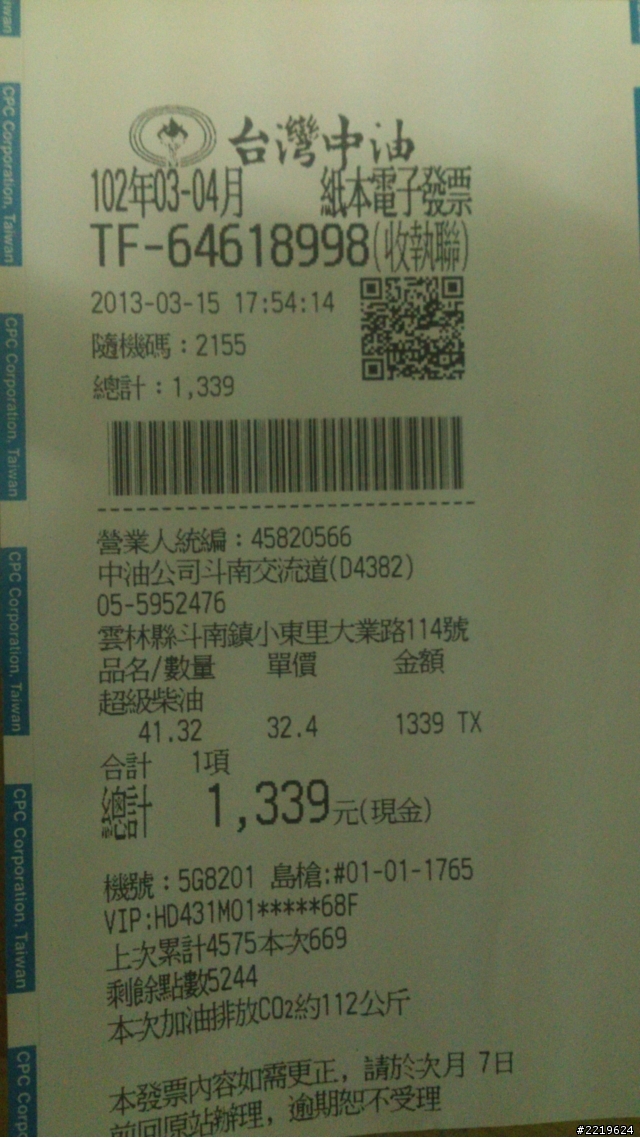 台灣中油
102年03-04月 紙本電子發票
TF-64618998(收執聯)
2013-03-15 17:54:14
隨機碼：2155
總計：1,339
營業人統編：45820566
中油公司斗南交流道(D4382)
05-5952476
雲林縣斗南鎮小東里大業路114號
品名/數量 單價 金額
超級柴油
41.32 32.4 1339 TX
合計 1項
總計 1,339元(現金)
機號：5G8201 島槍:#01-01-1765
VIP:HD431M01*****68F
上次累計4575本次669
剩餘點數5244
本次加油排放CO2約112公斤
本發票內容如需更正，請於次月 7日
前回原站辦理，逾期恕不受理
CPC Corporation, Taiwan
CPC Corporation, Taiwan
CPC Corporation, Taiwan
CPC Corporation, Taiwan
#2219624